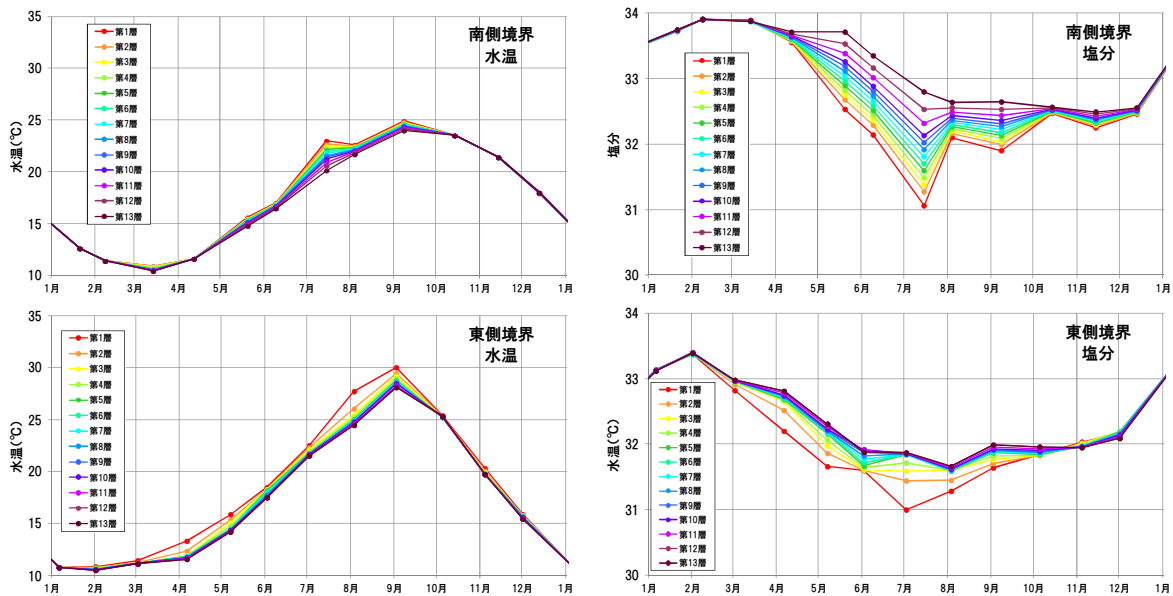 南側境界
水温
水温(℃)
35
30
25
20
15
10
第1層
第2層
第3層
第4層
第5層
第6層
第7層
第8層
第9層
第10層
第11層
第12層
第13層
1月 2月 3月 4月 5月 6月 7月 8月 9月 10月 11月 12月 1月
南側境界
塩分
塩分
34
33
32
31
30
第1層
第2層
第3層
第4層
第5層
第6層
第7層
第8層
第9層
第10層
第11層
第12層
第13層
1月 2月 3月 4月 5月 6月 7月 8月 9月 10月 11月 12月 1月
東側境界
水温
水温(℃)
35
30
25
20
15
10
第1層
第2層
第3層
第4層
第5層
第6層
第7層
第8層
第9層
第10層
第11層
第12層
第13層
1月 2月 3月 4月 5月 6月 7月 8月 9月 10月 11月 12月 1月
東側境界
塩分
水温(℃)
34
33
32
31
30
第1層
第2層
第3層
第4層
第5層
第6層
第7層
第8層
第9層
第10層
第11層
第12層
第13層
1月 2月 3月 4月 5月 6月 7月 8月 9月 10月 11月 12月 1月